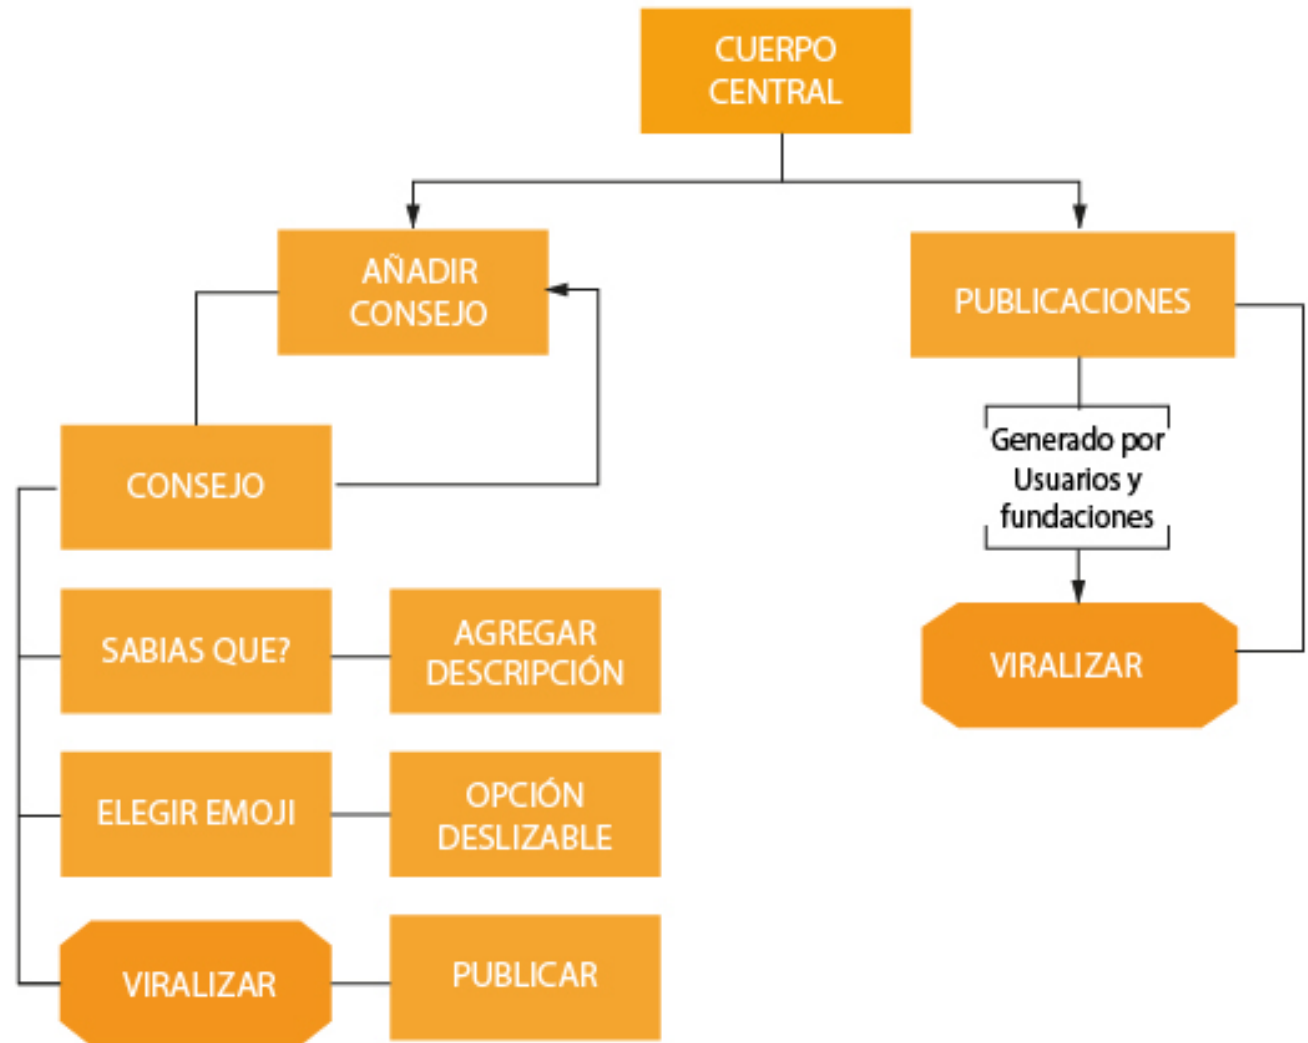 CUERPO
CENTRAL
AÑADIR
CONSEJO
PUBLICACIONES
Generado por
Usuarios y
fundaciones
CONSEJO
SABIAS QUE?
AGREGAR
DESCRIPCIÓN
VIRALIZAR
ELEGIR EMOJI
OPCIÓN
DESLIZABLE
VIRALIZAR
PUBLICAR